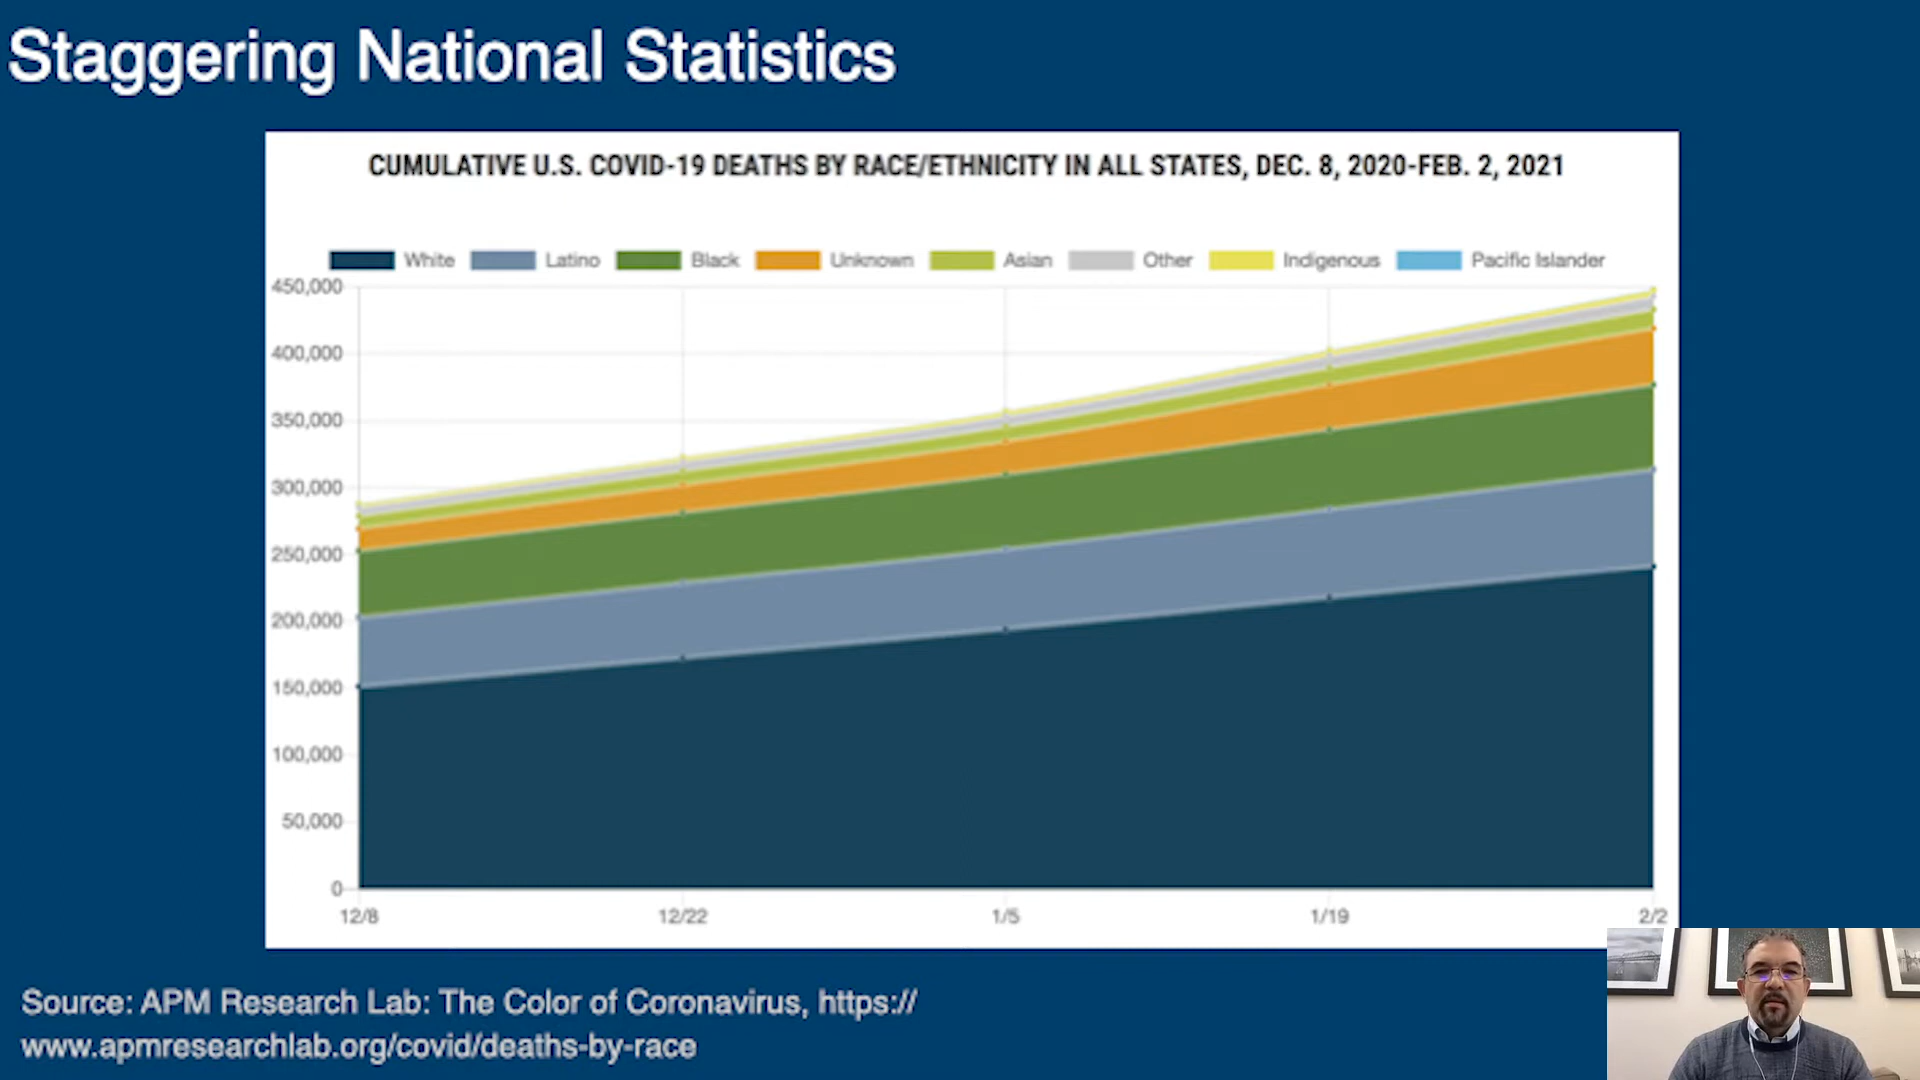 Staggering National Statistics
CUMULATIVE U.S. COVID-19 DEATHS BY RACE/ETHNICITY IN ALL STATES, DEC. 8, 2020-FEB. 2, 2021
White Latino Black Unknown Asian Other Indigenous Pacific Islander
450,000
400,000
350,000
300,000
250,000
200,000
150,000
100,000
50,000
0
12/8 12/22 1/5 1/19 2/2
Source: APM Research Lab: The Color of Coronavirus, https://
www.apmresearchlab.org/covid/deaths-by-race